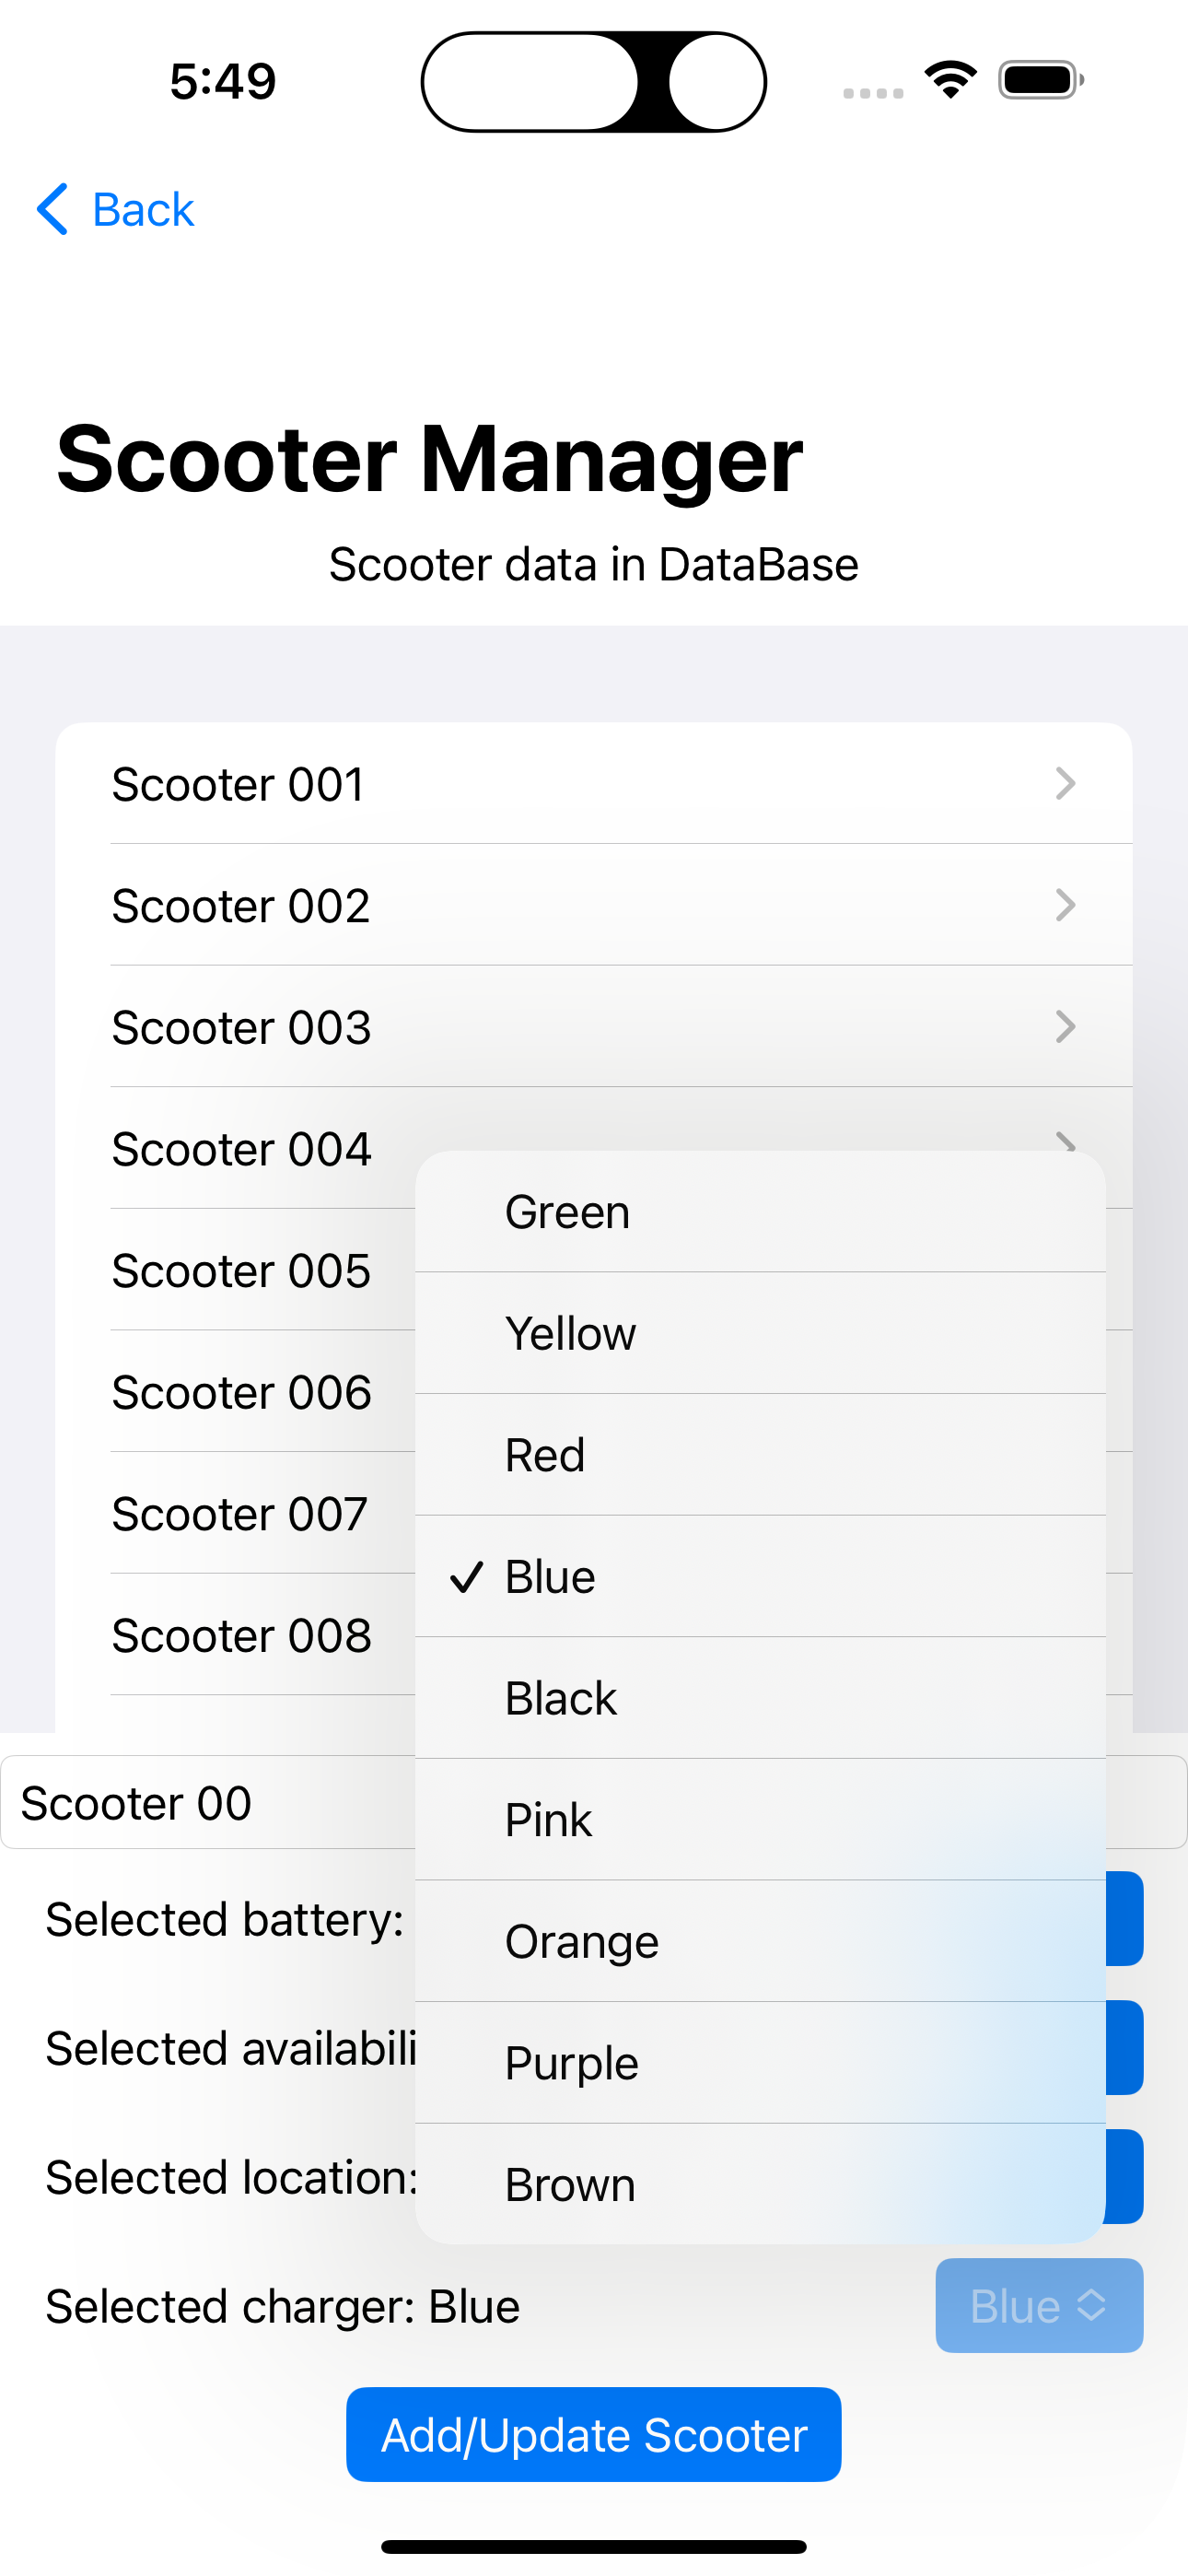 5:49
Back
Scooter Manager
Scooter data in DataBase
Scooter 001
Scooter 002
Scooter 003
Scooter 004
Green
Scooter 005
Yellow
Scooter 006
Red
Scooter 007
Blue
Scooter 008
Black
Scooter 00
Pink
Selected battery:
Orange
Selected availabili
Purple
Selected location:
Brown
Selected charger: Blue
Blue
Add/Update Scooter